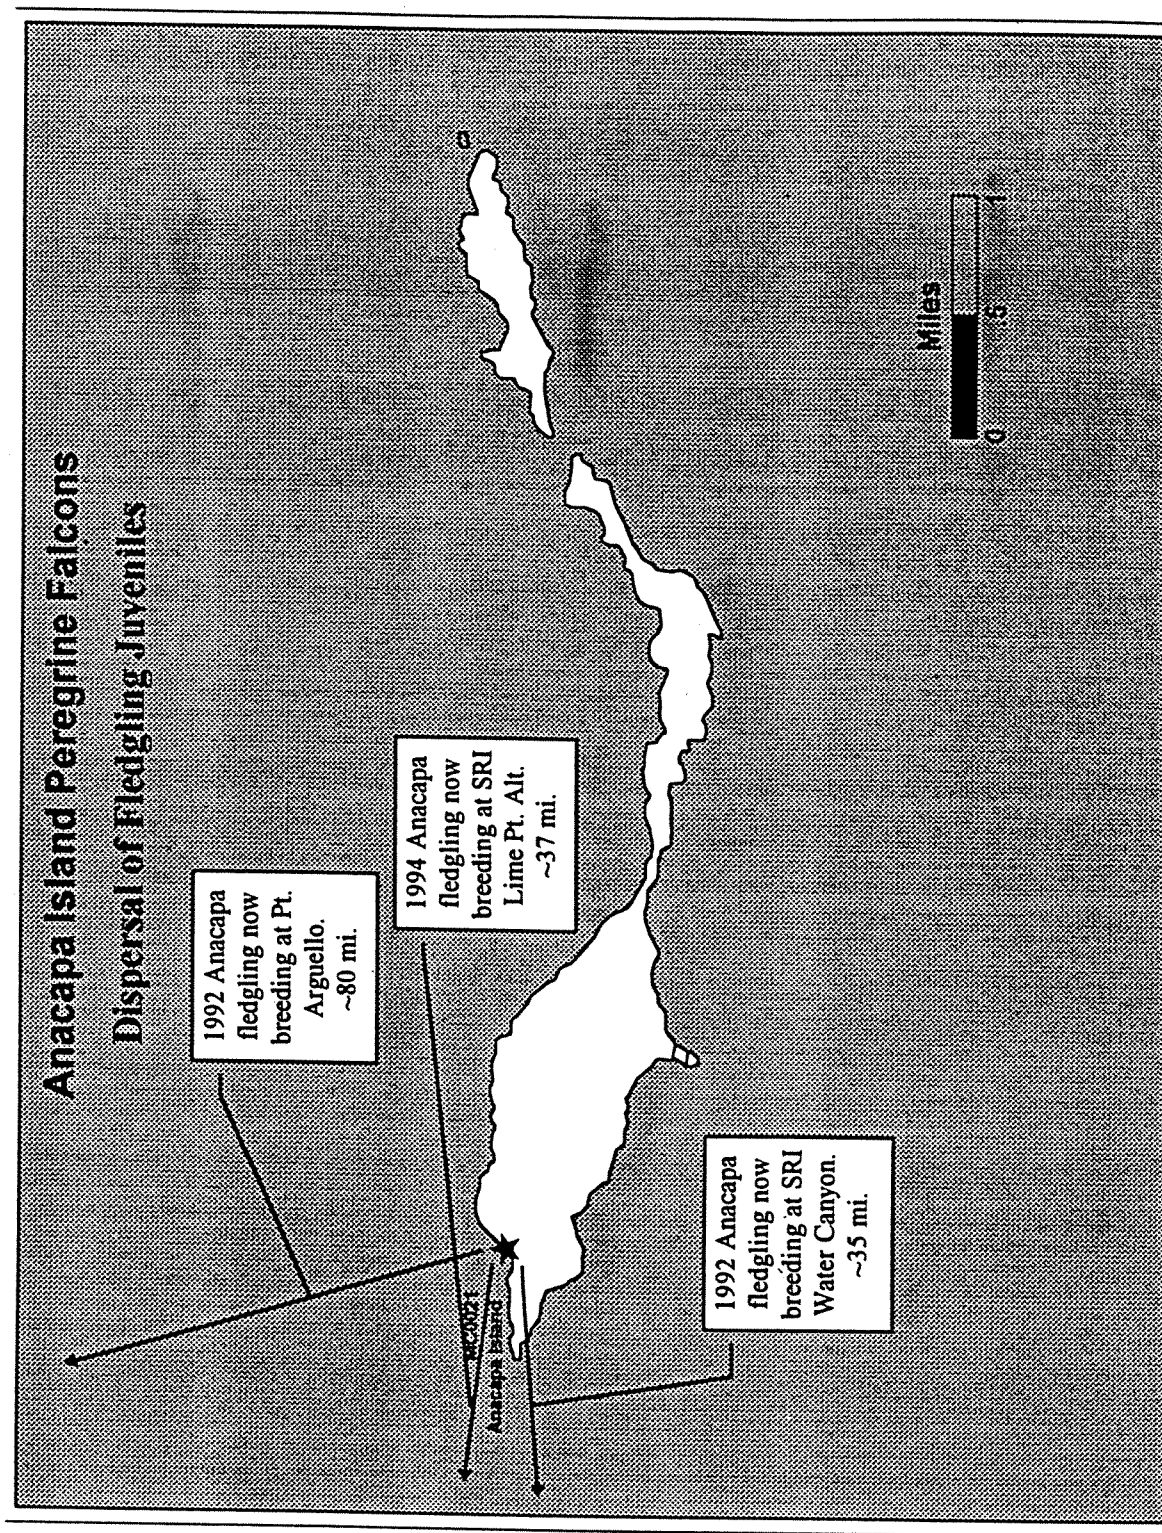 Anacapa Island Peregrine Falcons
Dispersal of Fledgling Juveniles
1992 Anacapa
fledgling now
breeding at Pt.
Arguello.
~80 mi.
1994 Anacapa
fledgling now
breeding at SRI
Lime Pt. Alt.
~37 mi.
MC0021
Anacapa Island
1992 Anacapa
fledgling now
breeding at SRI
Water Canyon.
~35 mi.
Miles
0 .5 1